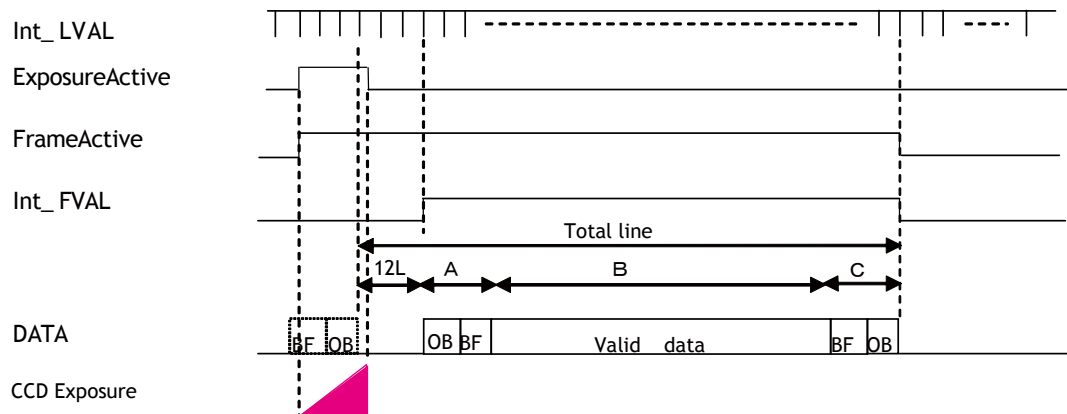 Int_ LVAL
ExposureActive
FrameActive
Int_ FVAL
Total line
12L A B C
DATA BF OB OB BF Valid data BF OB
CCD Exposure